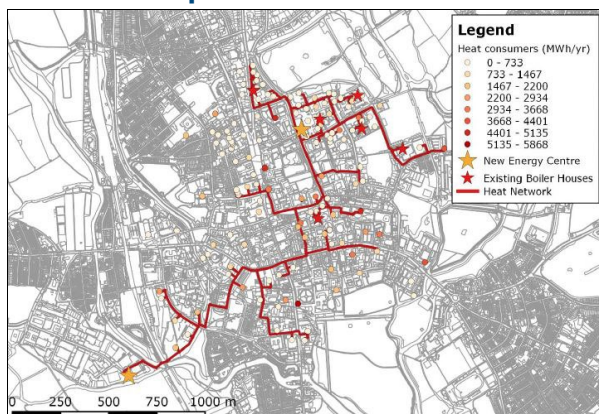 Legend
Heat consumers (MWh/yr)
0 - 733
733 - 1467
1467 - 2200
2200 - 2934
2934 - 3668
3668 - 4401
4401 - 5135
5135 - 5868
New Energy Centre
Existing Boiler Houses
Heat Network
0 250 500 750 1000 m